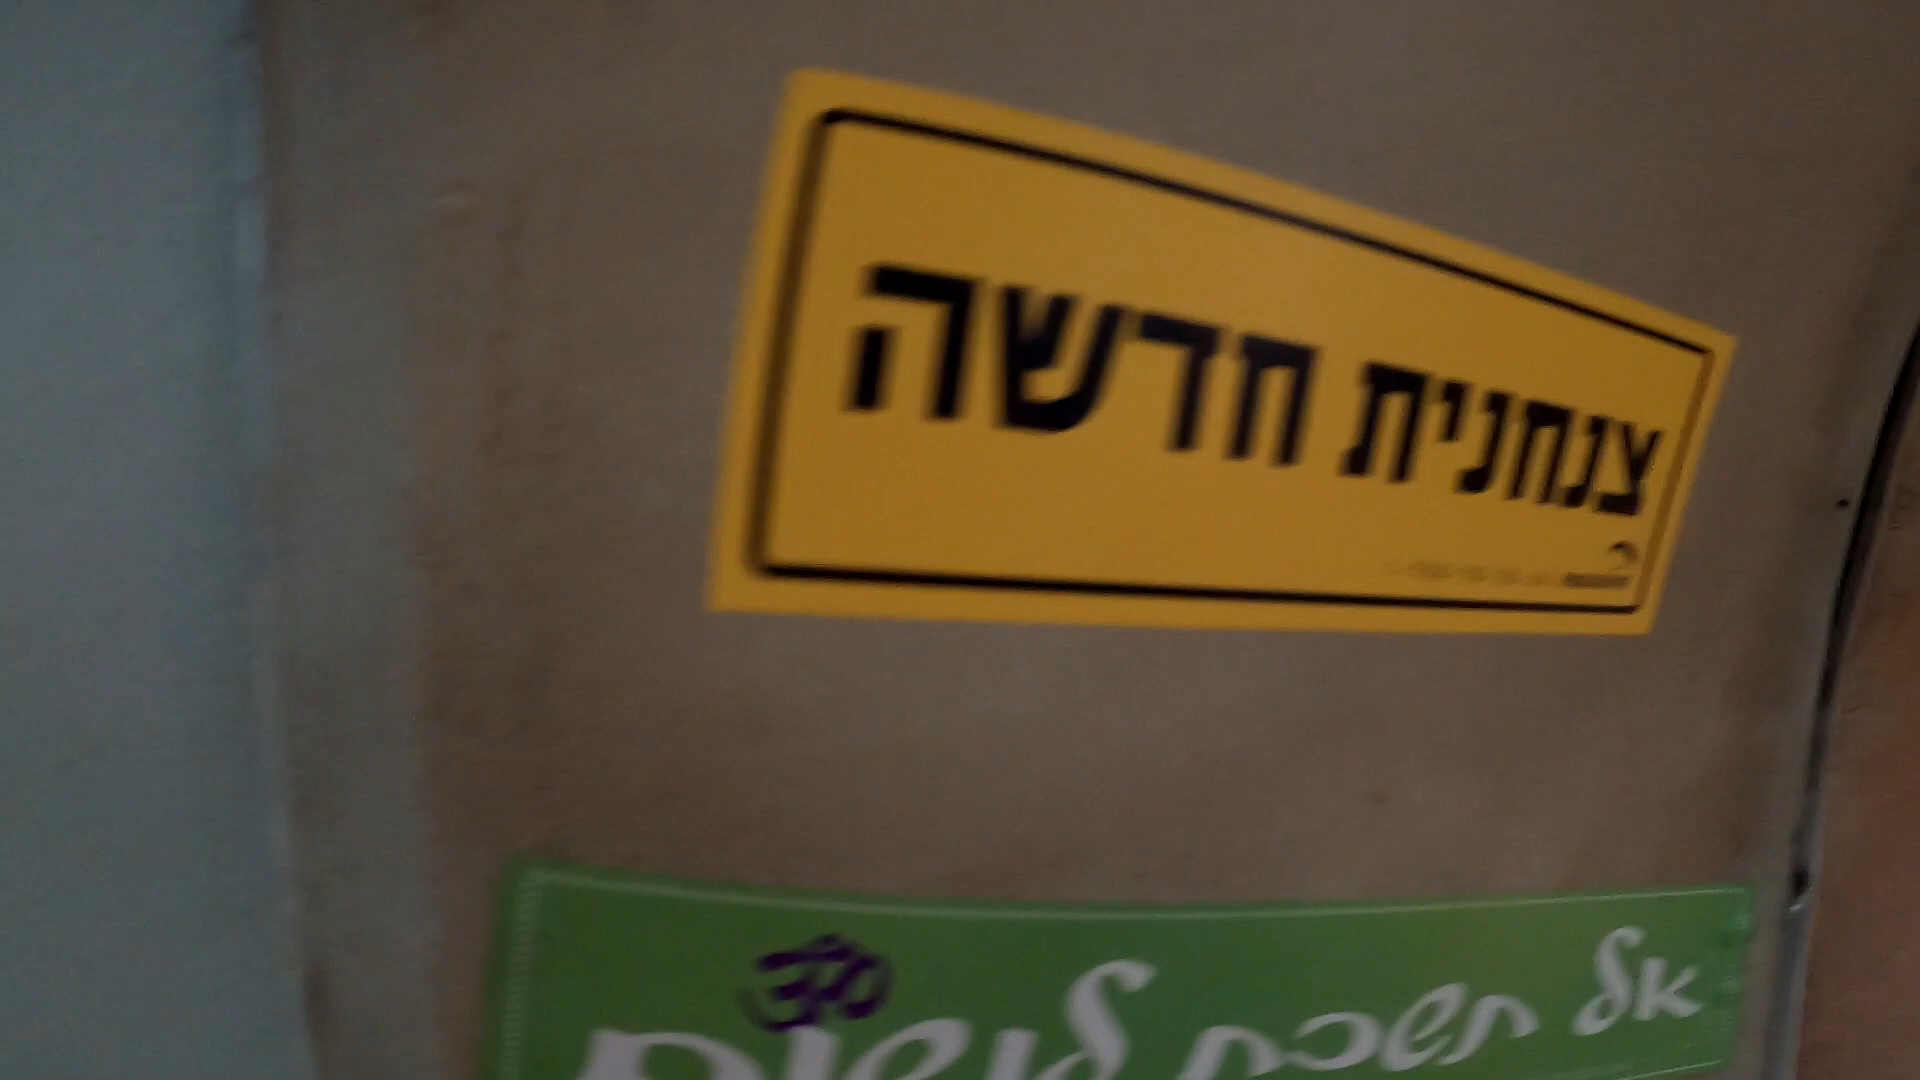 צנחנית חדשה
אל תשכח לנשום
ॐ